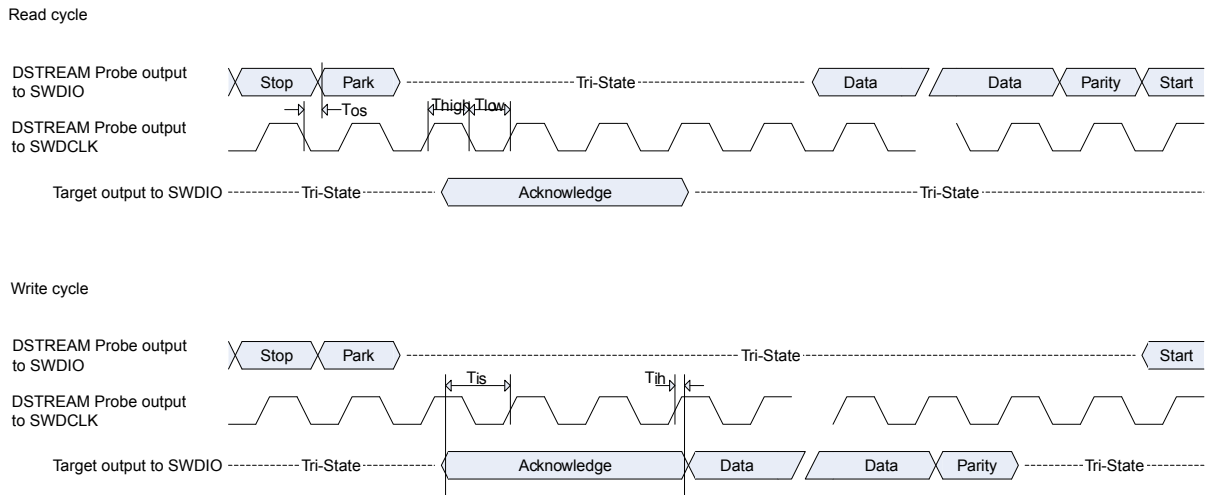 Read cycle
DSTREAM Probe output
to SWDIO
Stop
Park
Tri-State
Data
Data
Parity
Start
Tos
Thigh
Tlow
DSTREAM Probe output
to SWDCLK
Target output to SWDIO
Tri-State
Acknowledge
Tri-State
Write cycle
DSTREAM Probe output
to SWDIO
Stop
Park
Tri-State
Start
Tis
Tih
DSTREAM Probe output
to SWDCLK
Target output to SWDIO
Tri-State
Acknowledge
Data
Data
Parity
Tri-State